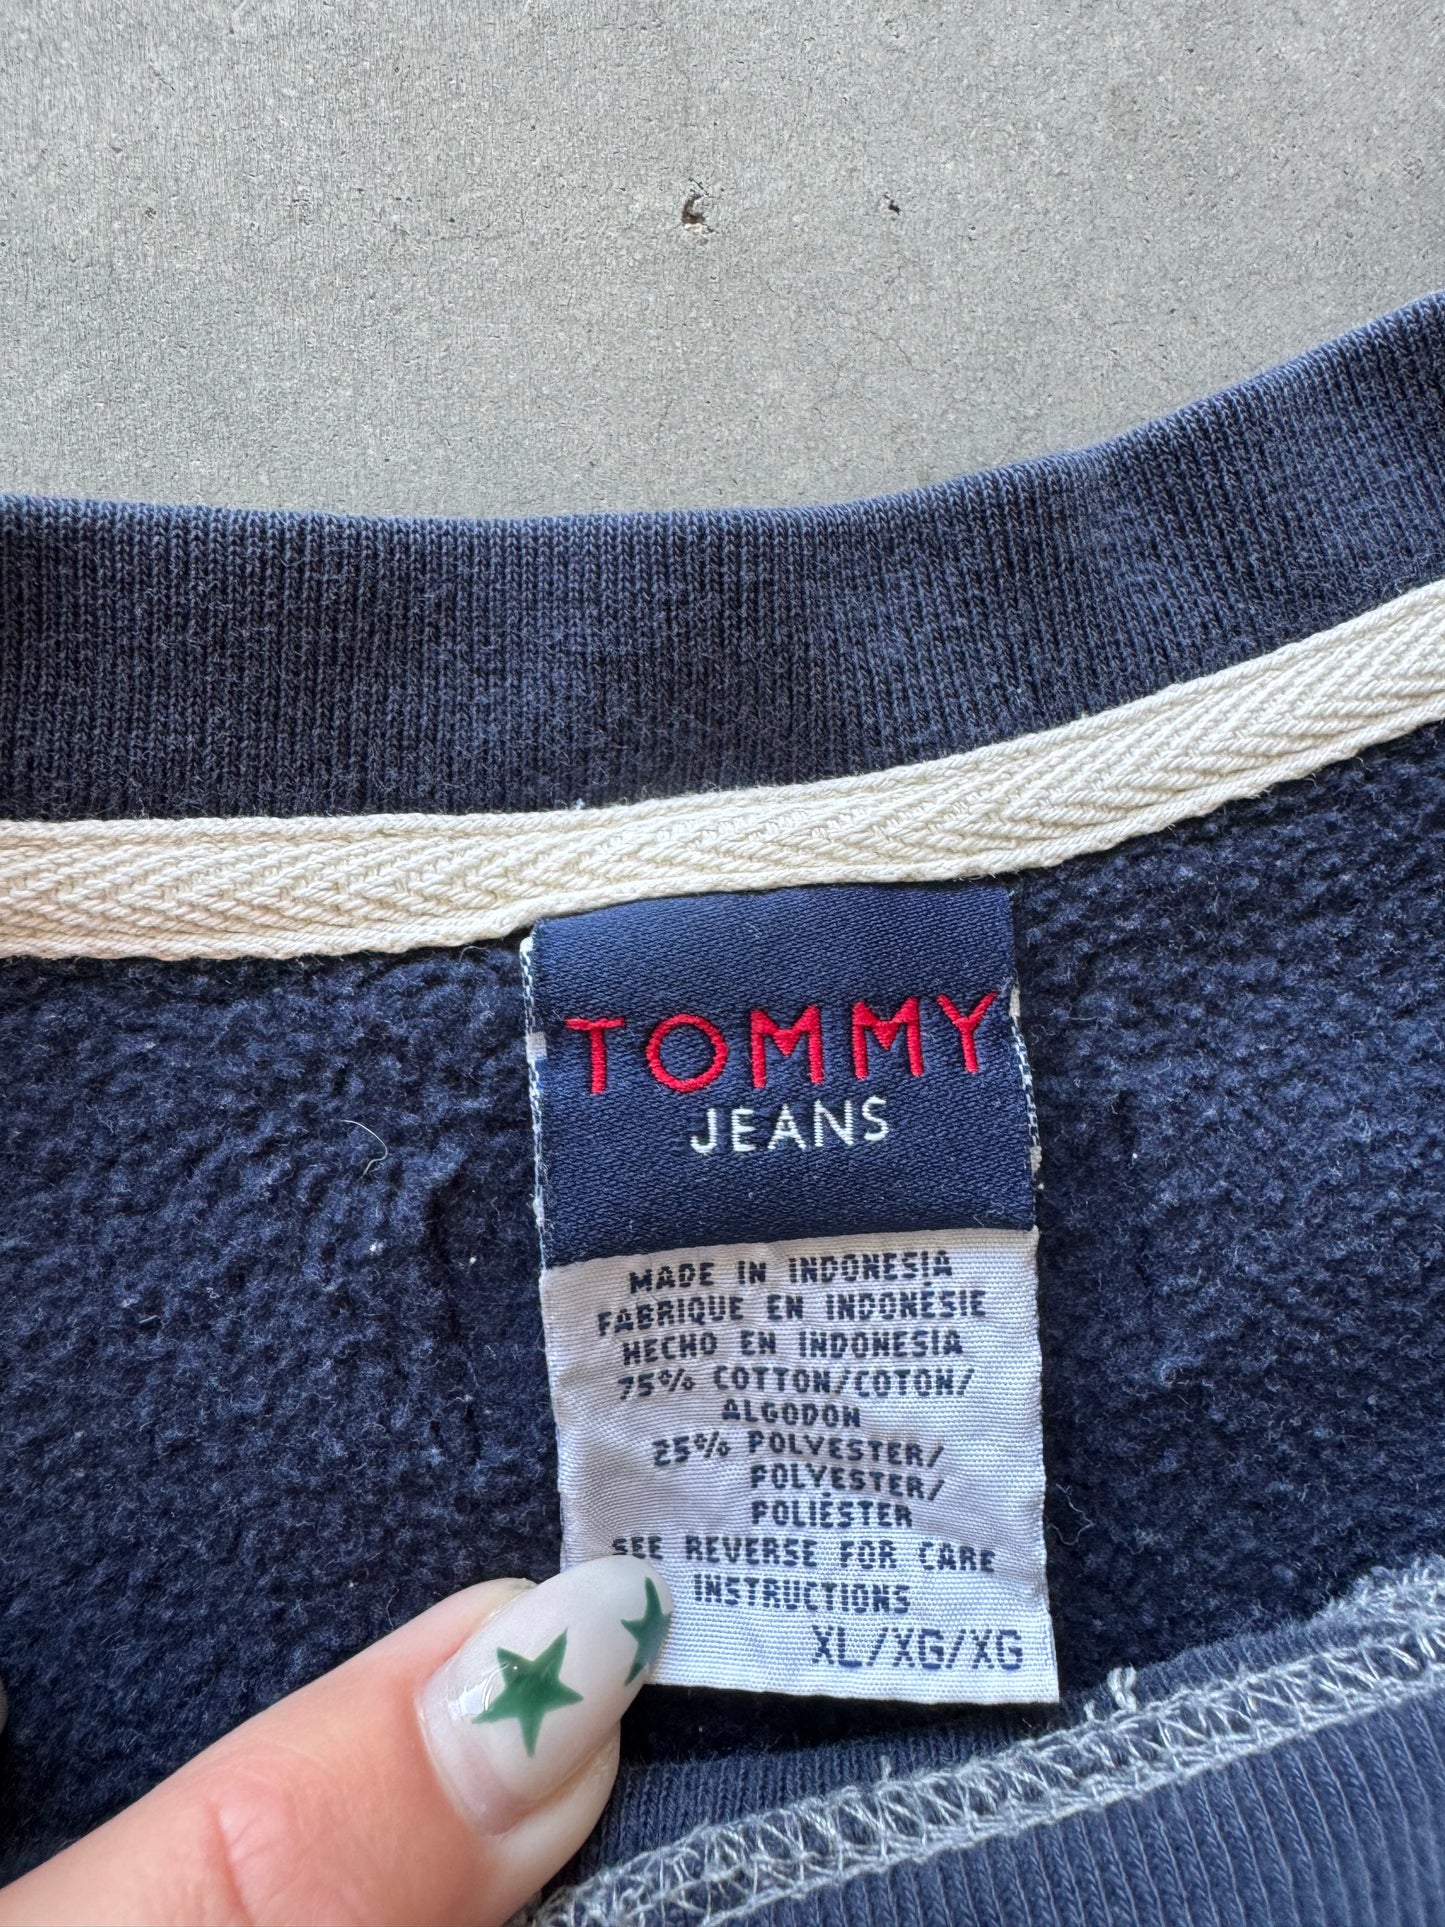 TOMMY
JEANS
MADE IN INDONESIA
FABRIQUE EN INDONÉSIE
HECHO EN INDONESIA
75% COTTON/COTON/
ALGODON
25% POLYESTER/
POLYESTER/
POLIÉSTER
SEE REVERSE FOR CARE
INSTRUCTIONS
XL/XG/XG